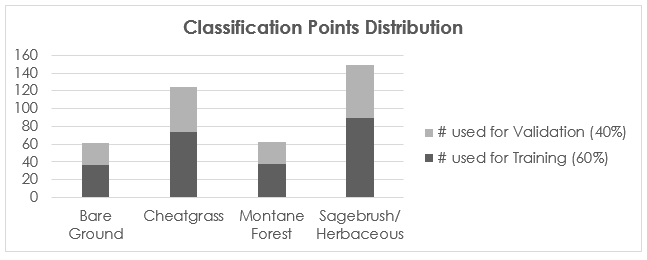 Classification Points Distribution
160
140
120
100
80
60
40
20
0
Bare
Ground
Cheatgrass
Montane
Forest
Sagebrush/
Herbaceous
# used for Validation (40%)
# used for Training (60%)